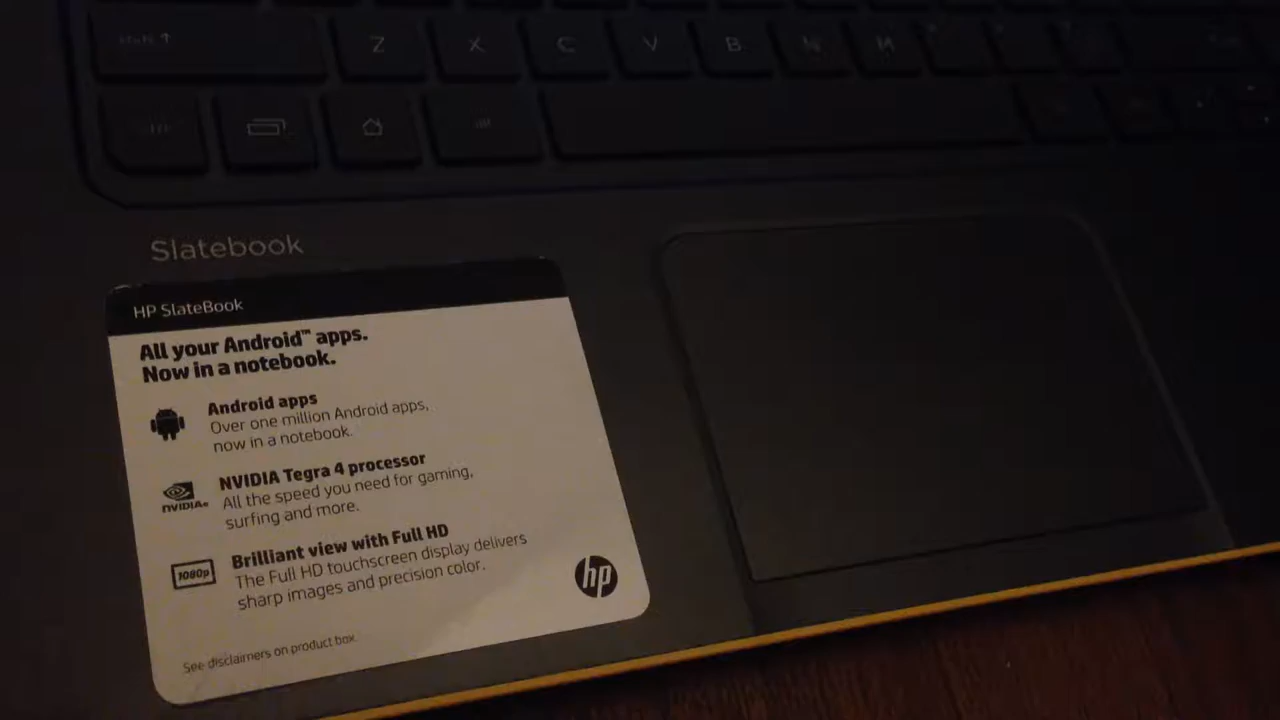 Z X C V B N M
Slatebook
HP SlateBook
All your Android™ apps.
Now in a notebook.
Android apps
Over one million Android apps,
now in a notebook.
NVIDIA Tegra 4 processor
All the speed you need for gaming,
surfing and more.
NVIDIA®
Brilliant view with Full HD
The Full HD touchscreen display delivers
sharp images and precision color.
1080p
hp
See disclaimers on product box.